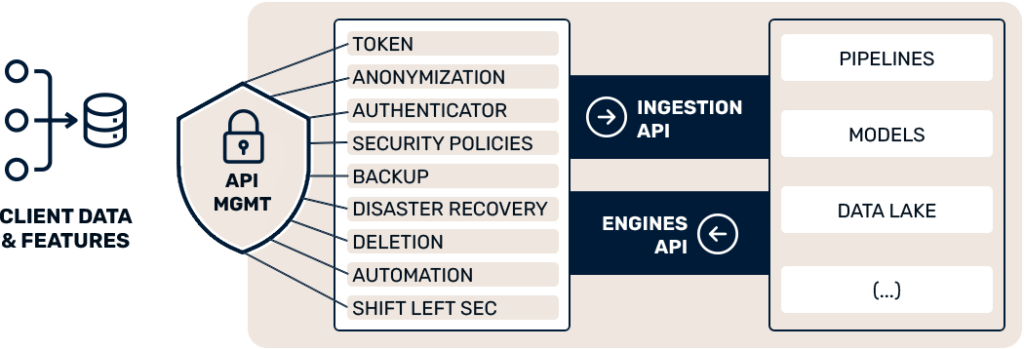 CLIENT DATA
& FEATURES
API
MGMT
TOKEN
ANONYMIZATION
AUTHENTICATOR
SECURITY POLICIES
BACKUP
DISASTER RECOVERY
DELETION
AUTOMATION
SHIFT LEFT SEC
INGESTION
API
ENGINES
API
PIPELINES
MODELS
DATA LAKE
(...)